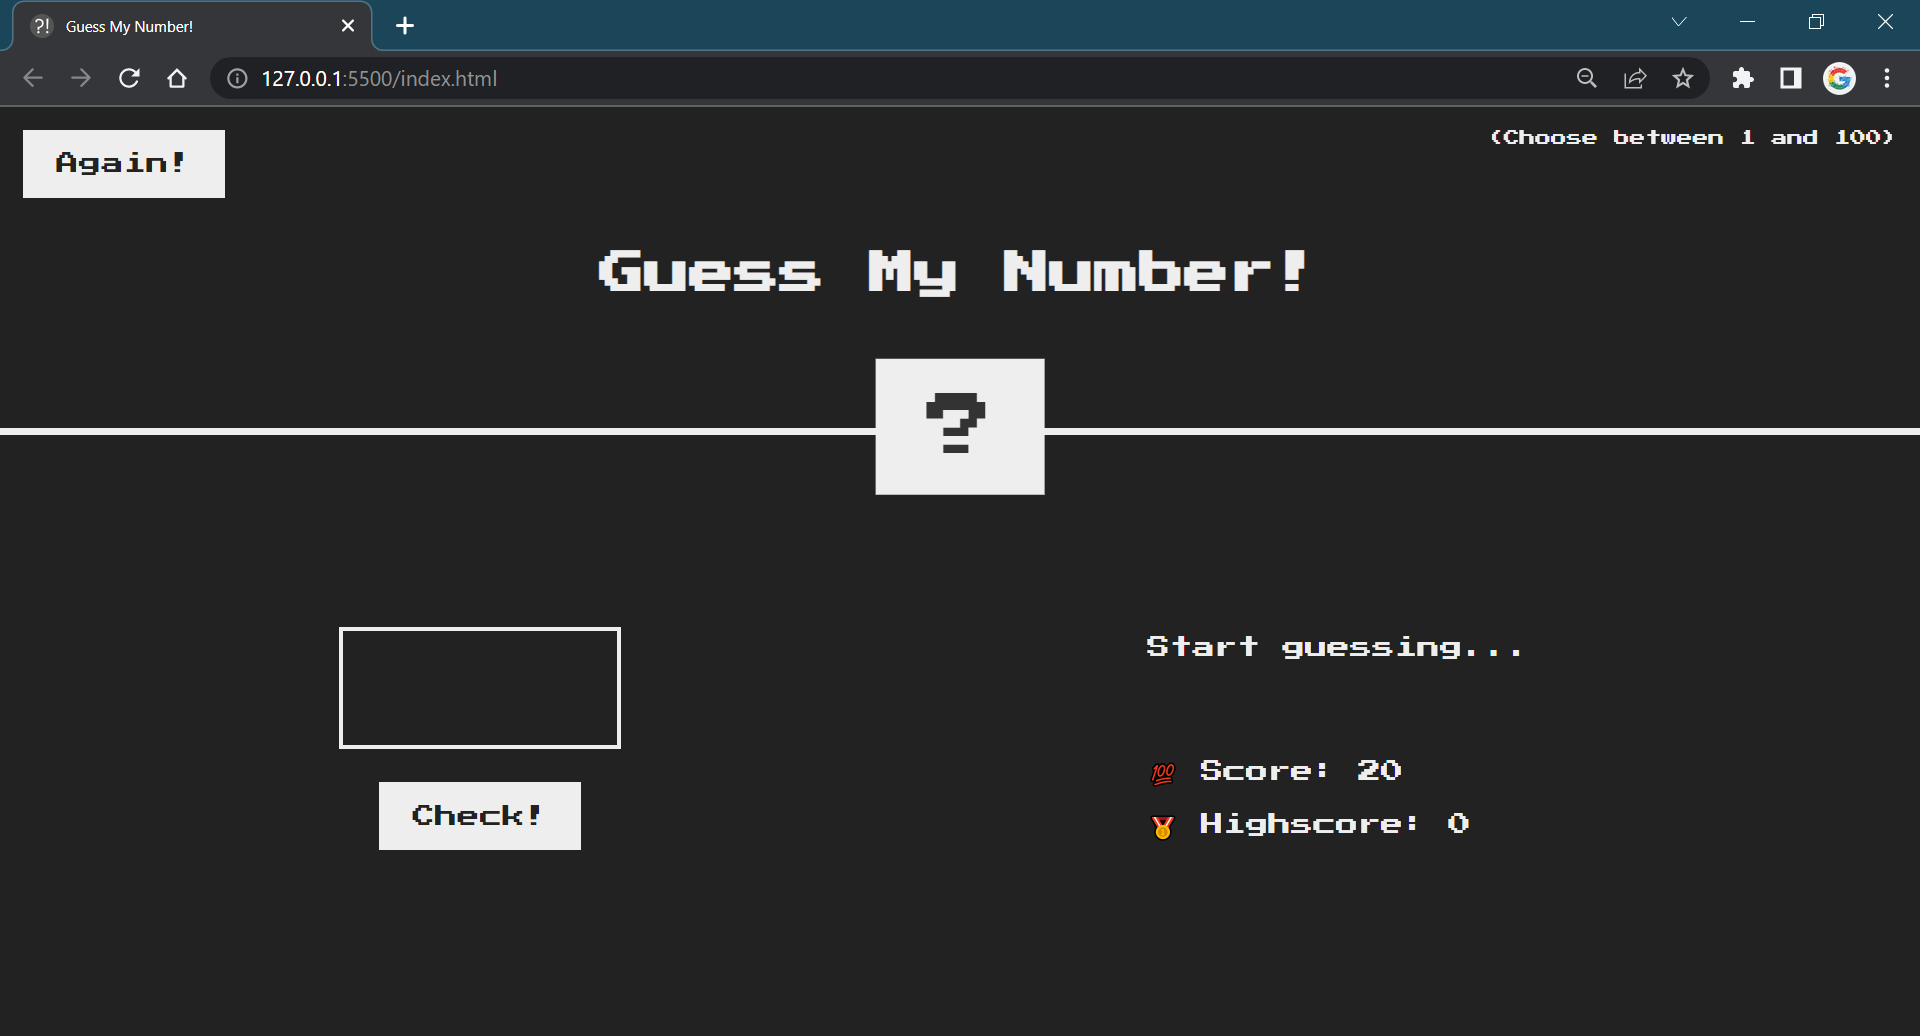 ?! Guess My Number!
127.0.0.1:5500/index.html
Again!
(Choose between 1 and 100)
Guess My Number!
?
Start guessing...
💯 Score: 20
Check!
🥇 Highscore: 0